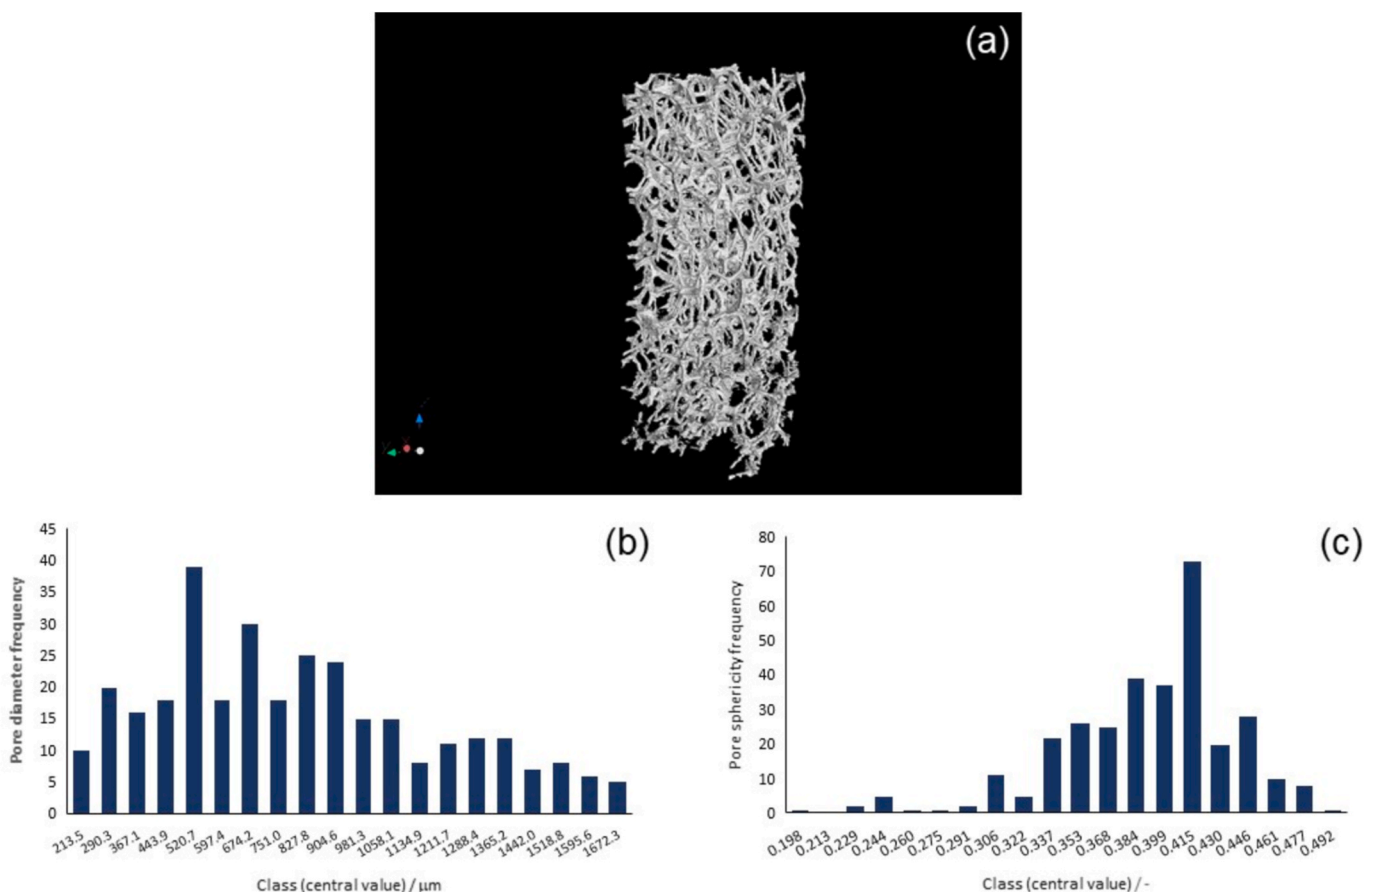 (a)
(b)
45
40
35
30
25
20
15
10
5
0
Pore diameter frequency
213.5 290.3 367.1 443.9 520.7 597.4 674.2 751.0 827.8 904.6 981.3 1058.1 1134.9 1211.7 1288.4 1365.2 1442.0 1518.8 1595.6 1672.3
Class (central value) / μm
(c)
80
70
60
50
40
30
20
10
0
Pore sphericity frequency
0.198 0.213 0.229 0.244 0.260 0.275 0.291 0.306 0.322 0.337 0.353 0.368 0.384 0.399 0.415 0.430 0.446 0.461 0.477 0.492
Class (central value) / -